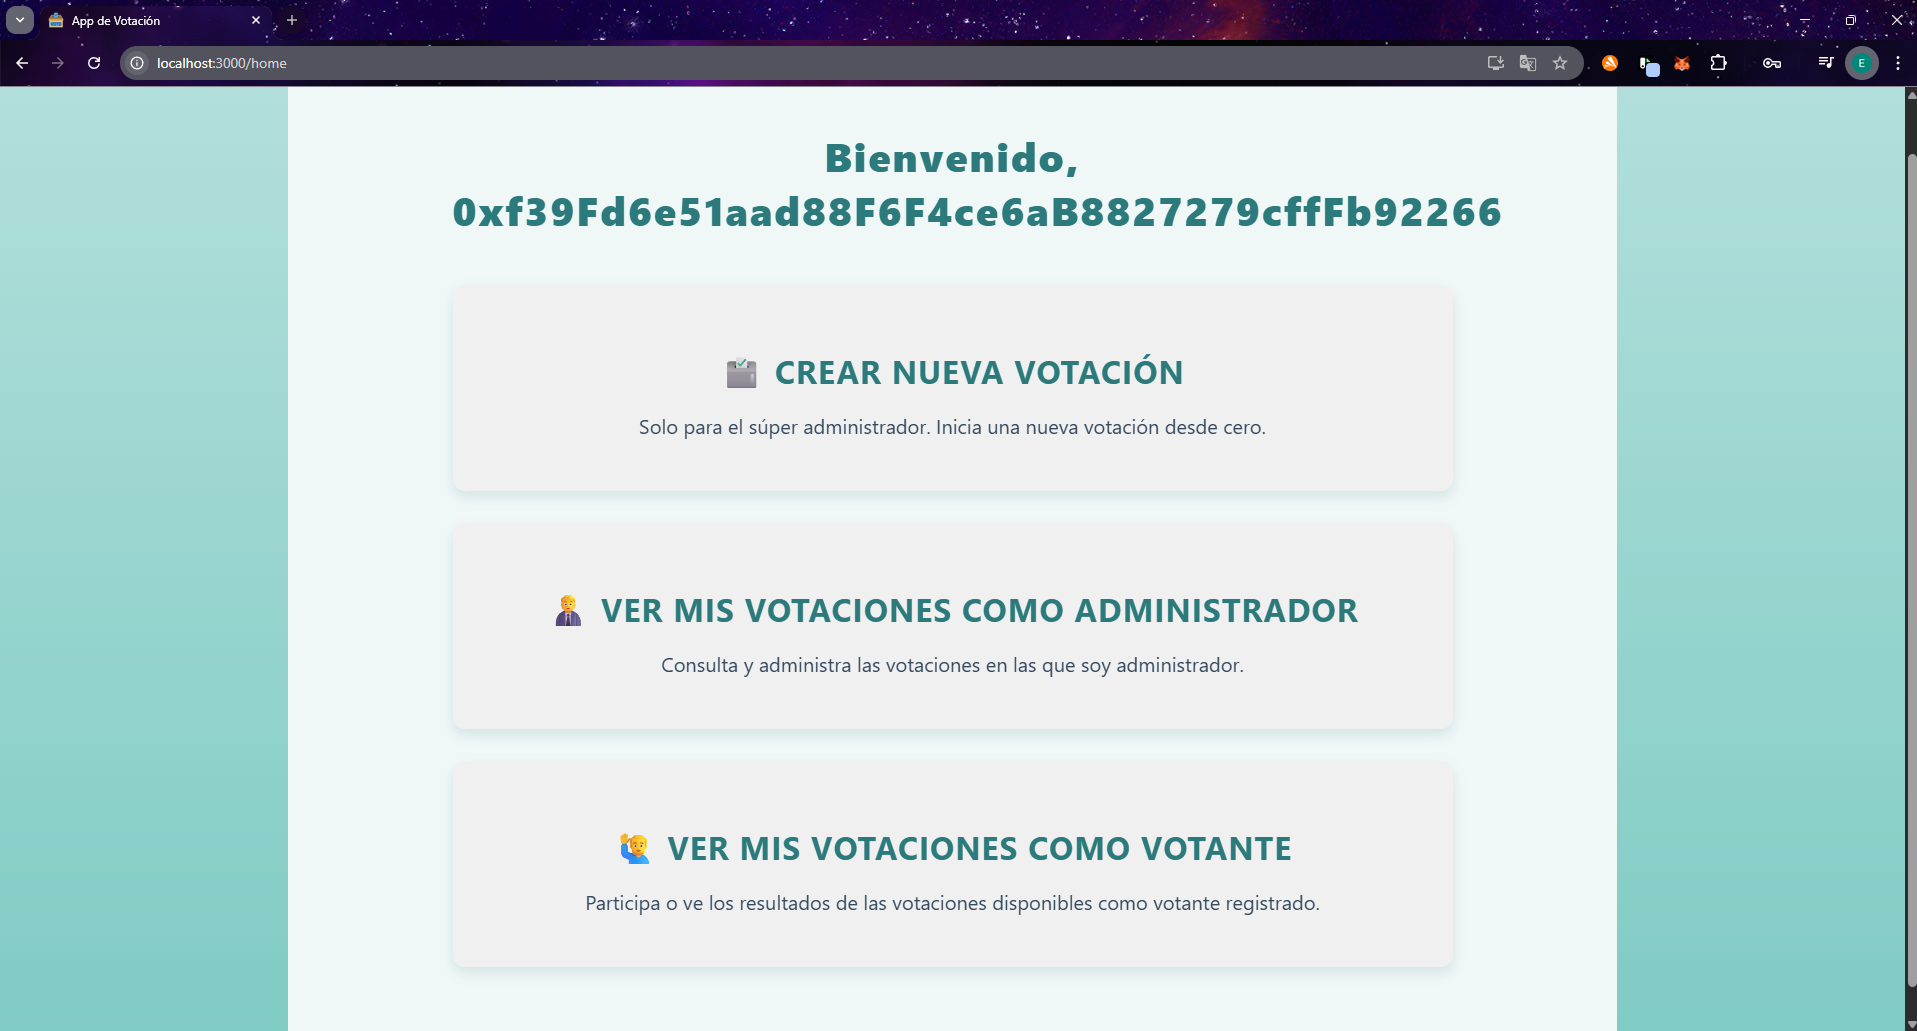 App de Votación
localhost:3000/home
E
Bienvenido,
0xf39Fd6e51aad88F6F4ce6aB8827279cffFb92266
CREAR NUEVA VOTACIÓN
Solo para el súper administrador. Inicia una nueva votación desde cero.
VER MIS VOTACIONES COMO ADMINISTRADOR
Consulta y administra las votaciones en las que soy administrador.
VER MIS VOTACIONES COMO VOTANTE
Participa o ve los resultados de las votaciones disponibles como votante registrado.